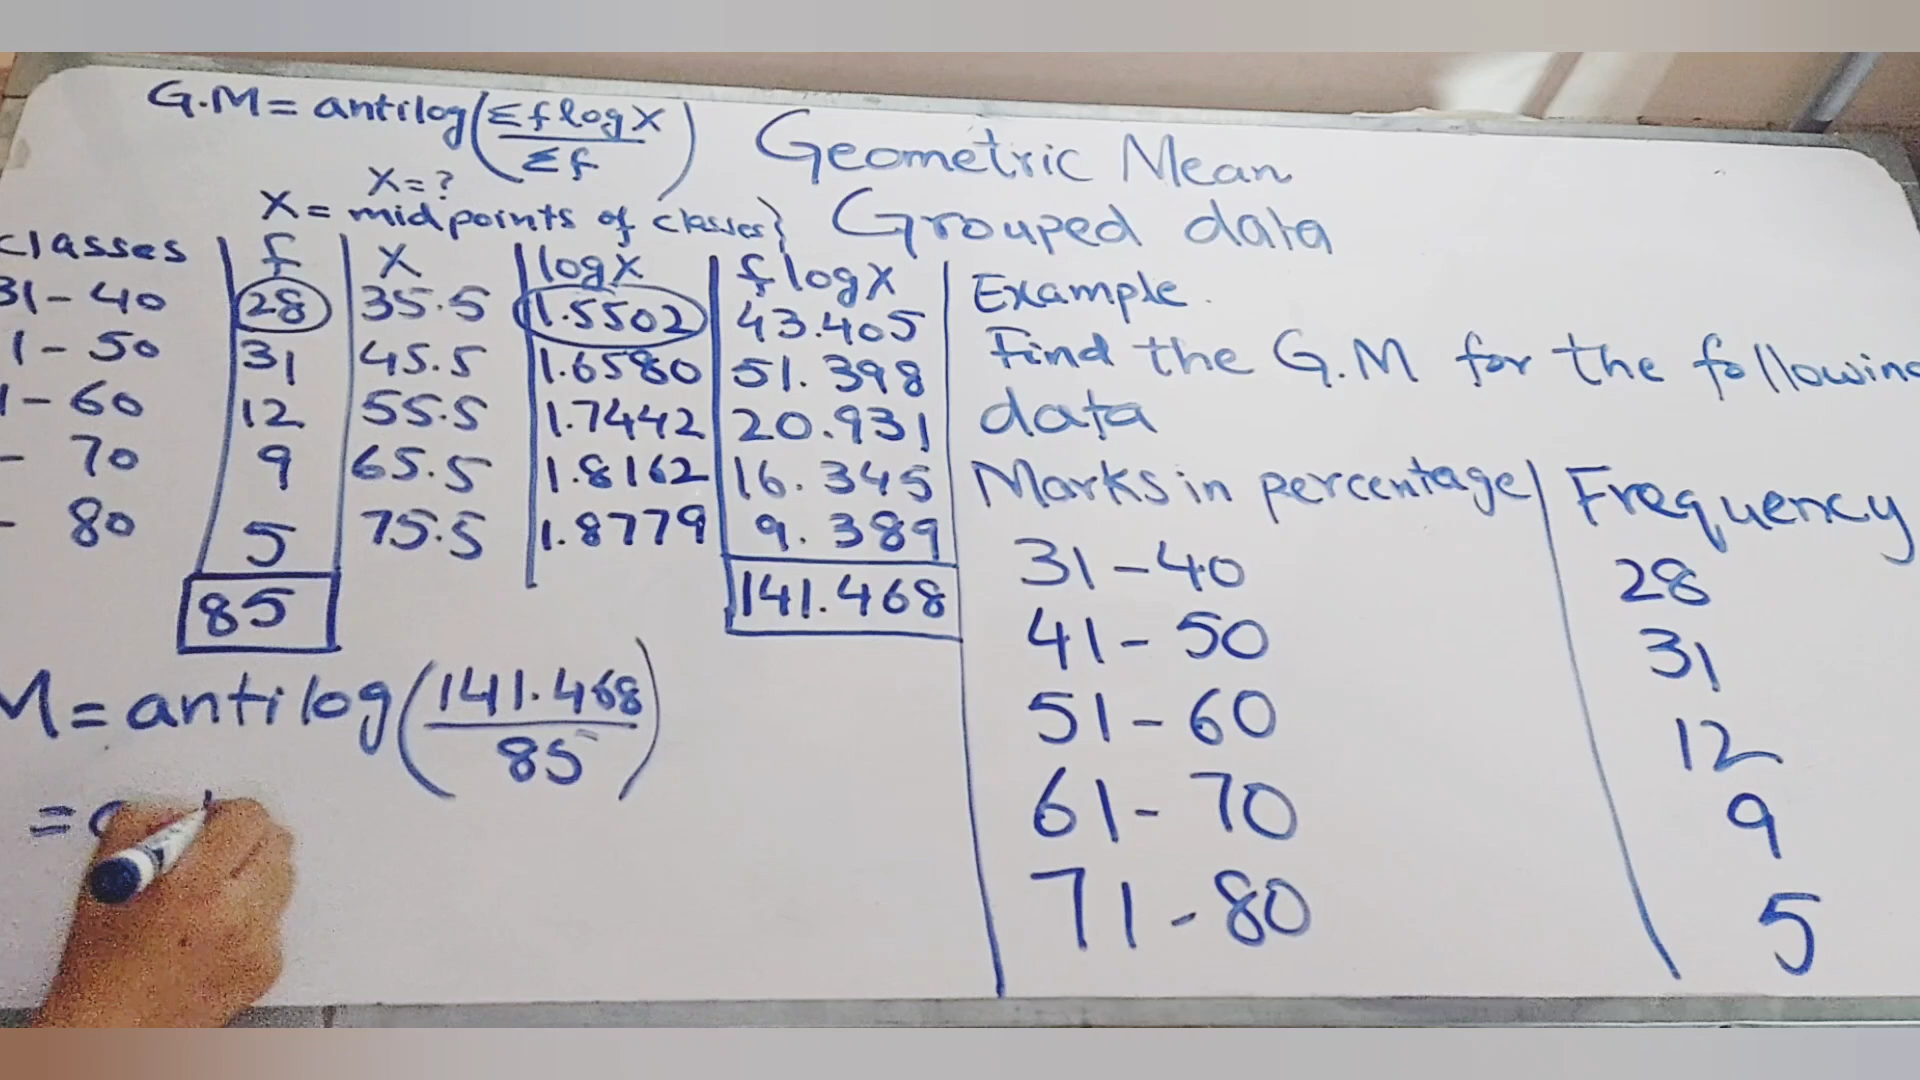 G.M = antilog(Σf logX / Σf)
Geometric Mean
X = ?
X = midpoints of classes}
Grouped data
classes | f | X | logX | f logX
31 - 40 | 28 | 35.5 | 1.5502 | 43.405
1 - 50 | 31 | 45.5 | 1.6580 | 51.398
1 - 60 | 12 | 55.5 | 1.7442 | 20.931
- 70 | 9 | 65.5 | 1.8162 | 16.345
- 80 | 5 | 75.5 | 1.8779 | 9.389
85 | 141.468
M = antilog(141.468 / 85)
=
Example.
Find the G.M for the following
data
Marks in percentage | Frequency
31 - 40 | 28
41 - 50 | 31
51 - 60 | 12
61 - 70 | 9
71 - 80 | 5